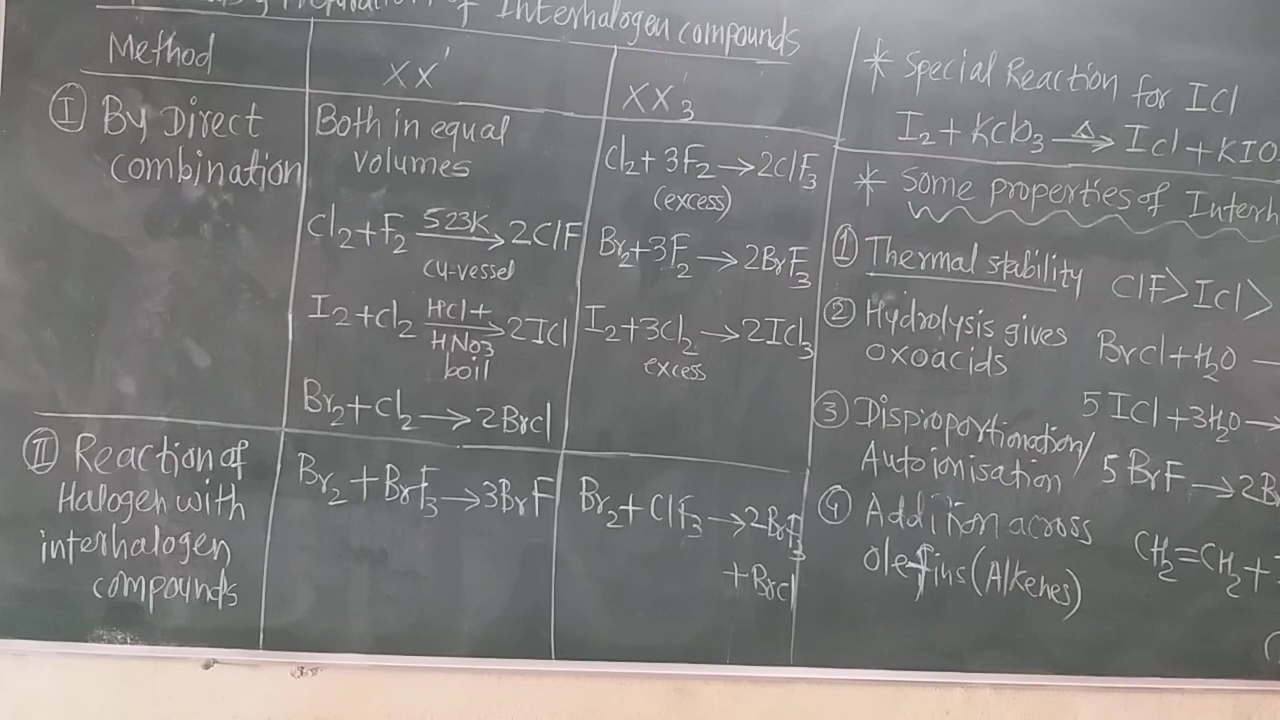 Preparation of Interhalogen compounds
Method
XX'
XX'3
Ⓘ By Direct
combination
Both in equal
volumes
Cl2+F2 523K→ 2ClF
Cu-vessel
I2+Cl2 HCl+ HNO3 boil→ 2ICl
Br2+Cl2→2BrCl
Cl2+3F2→2ClF3
(excess)
Br2+3F2→2BrF3
I2+3Cl2→2ICl3
excess
Ⓘⓘ Reaction of
Halogen with
interhalogen
compounds
Br2+BrF3→3BrF
Br2+ClF3→2BrF3
+BrCl
* Special Reaction for ICl
I2+KClO3 Δ→ ICl+KIO
* Some properties of Interh
① Thermal stability ClF>ICl>
② Hydrolysis gives
oxoacids
BrCl+H2O
5ICl+3H2O→
③ Disproportionation/
Autoionisation
5BrF→2B
④ Addition across
olefins (Alkenes)
CH2=CH2+